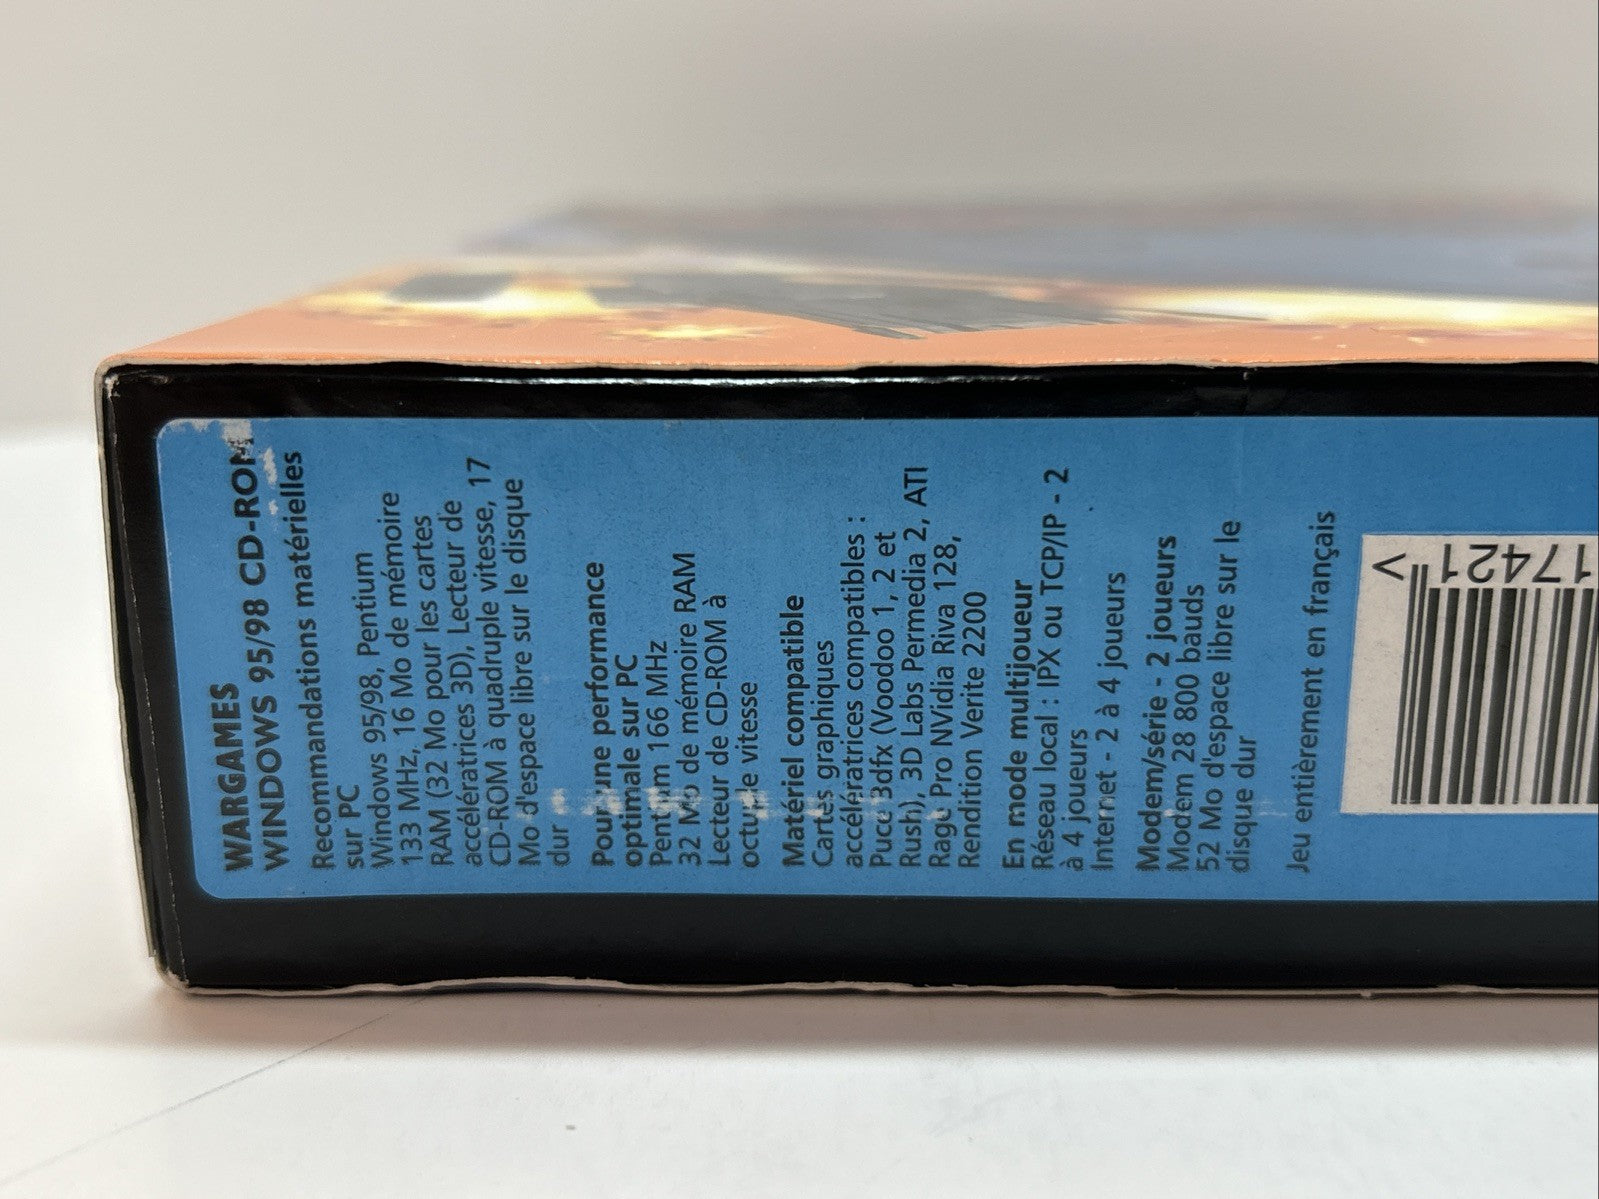 WARGAMES
WINDOWS 95/98 CD-ROM
Recommandations matérielles
sur PC
Windows 95/98, Pentium
133 MHz, 16 Mo de mémoire
RAM (32 Mo pour les cartes
accélératrices 3D), Lecteur de
CD-ROM à quadruple vitesse, 17
Mo d'espace libre sur le disque
dur
Pour une performance
optimale sur PC
Pentium 166 MHz
32 Mo de mémoire RAM
Lecteur de CD-ROM à
octuple vitesse
Matériel compatible
Cartes graphiques
accélératrices compatibles :
Puce 3dfx (Voodoo 1, 2 et
Rush), 3D Labs Permedia 2, ATI
Rage Pro NVidia Riva 128,
Rendition Verite 2200
En mode multijoueur
Réseau local : IPX ou TCP/IP - 2
à 4 joueurs
Internet - 2 à 4 joueurs
Modem/série - 2 joueurs
Modem 28 800 bauds
52 Mo d'espace libre sur le
disque dur
Jeu entièrement en français
17421 >